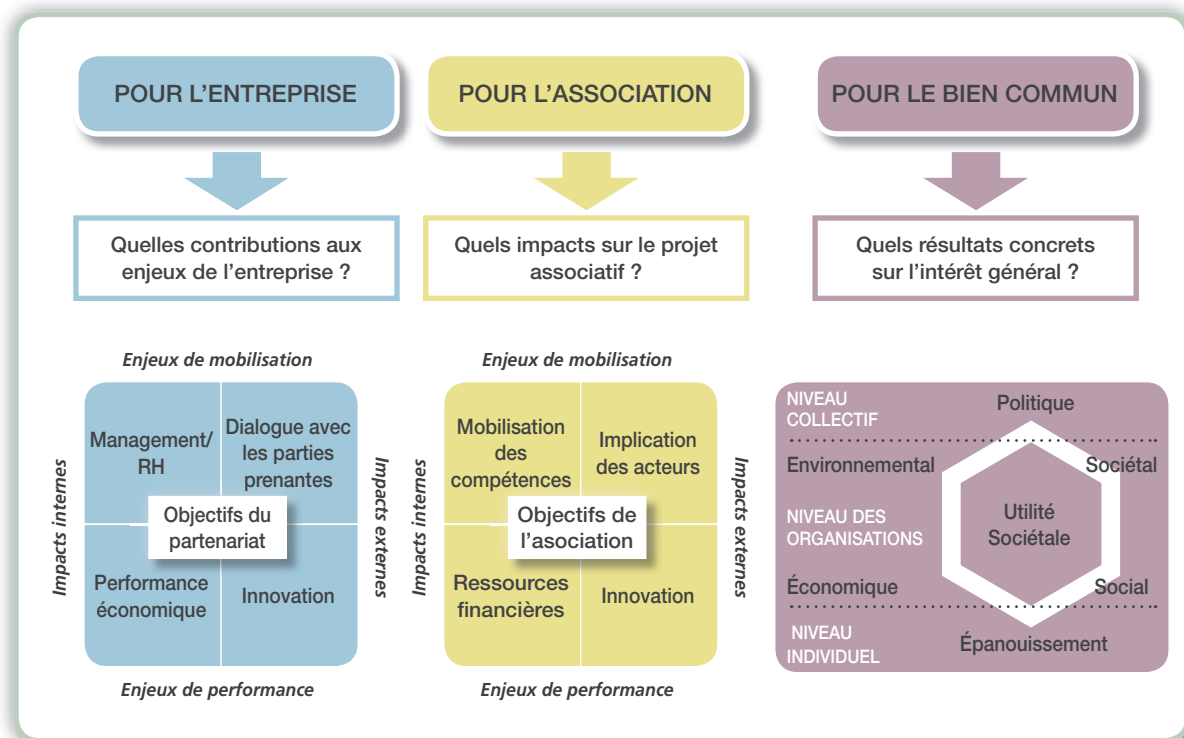 POUR L'ENTREPRISE
POUR L'ASSOCIATION
POUR LE BIEN COMMUN
Quelles contributions aux
enjeux de l'entreprise ?
Quels impacts sur le projet
associatif ?
Quels résultats concrets
sur l'intérêt général ?
Enjeux de mobilisation
Impacts internes
Management/
RH
Dialogue avec
les parties
prenantes
Objectifs du
partenariat
Performance
économique
Innovation
Impacts externes
Enjeux de performance
Enjeux de mobilisation
Impacts internes
Mobilisation
des
compétences
Implication
des acteurs
Objectifs de
l'asociation
Ressources
financières
Innovation
Impacts externes
Enjeux de performance
NIVEAU
COLLECTIF
Politique
Environnemental
Sociétal
NIVEAU DES
ORGANISATIONS
Utilité
Sociétale
Économique
Social
NIVEAU
INDIVIDUEL
Épanouissement